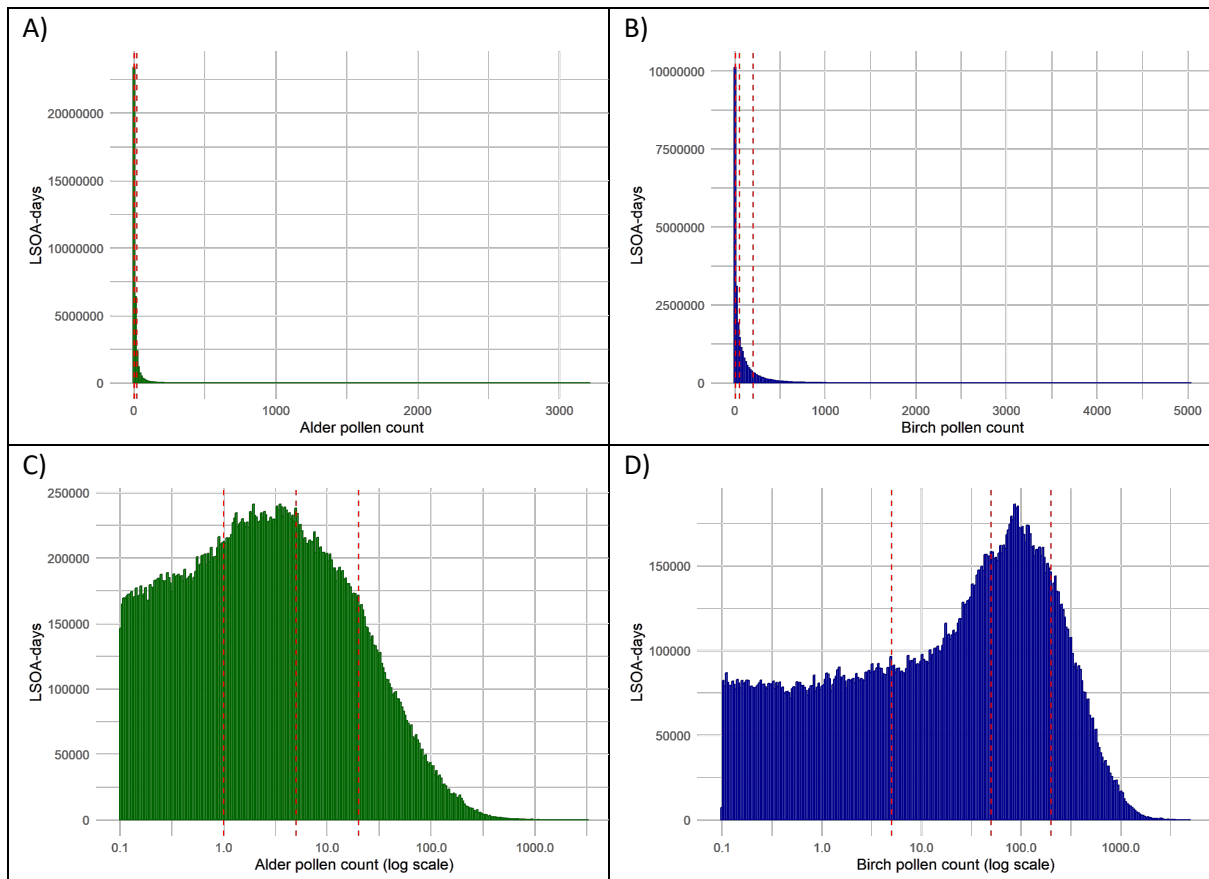 A)
20000000
15000000
10000000
5000000
0
LSOA-days
0 1000 2000 3000
Alder pollen count
B)
10000000
7500000
5000000
2500000
0
LSOA-days
0 1000 2000 3000 4000 5000
Birch pollen count
C)
250000
200000
150000
100000
50000
0
LSOA-days
0.1 1.0 10.0 100.0 1000.0
Alder pollen count (log scale)
D)
150000
100000
50000
0
LSOA-days
0.1 1.0 10.0 100.0 1000.0
Birch pollen count (log scale)